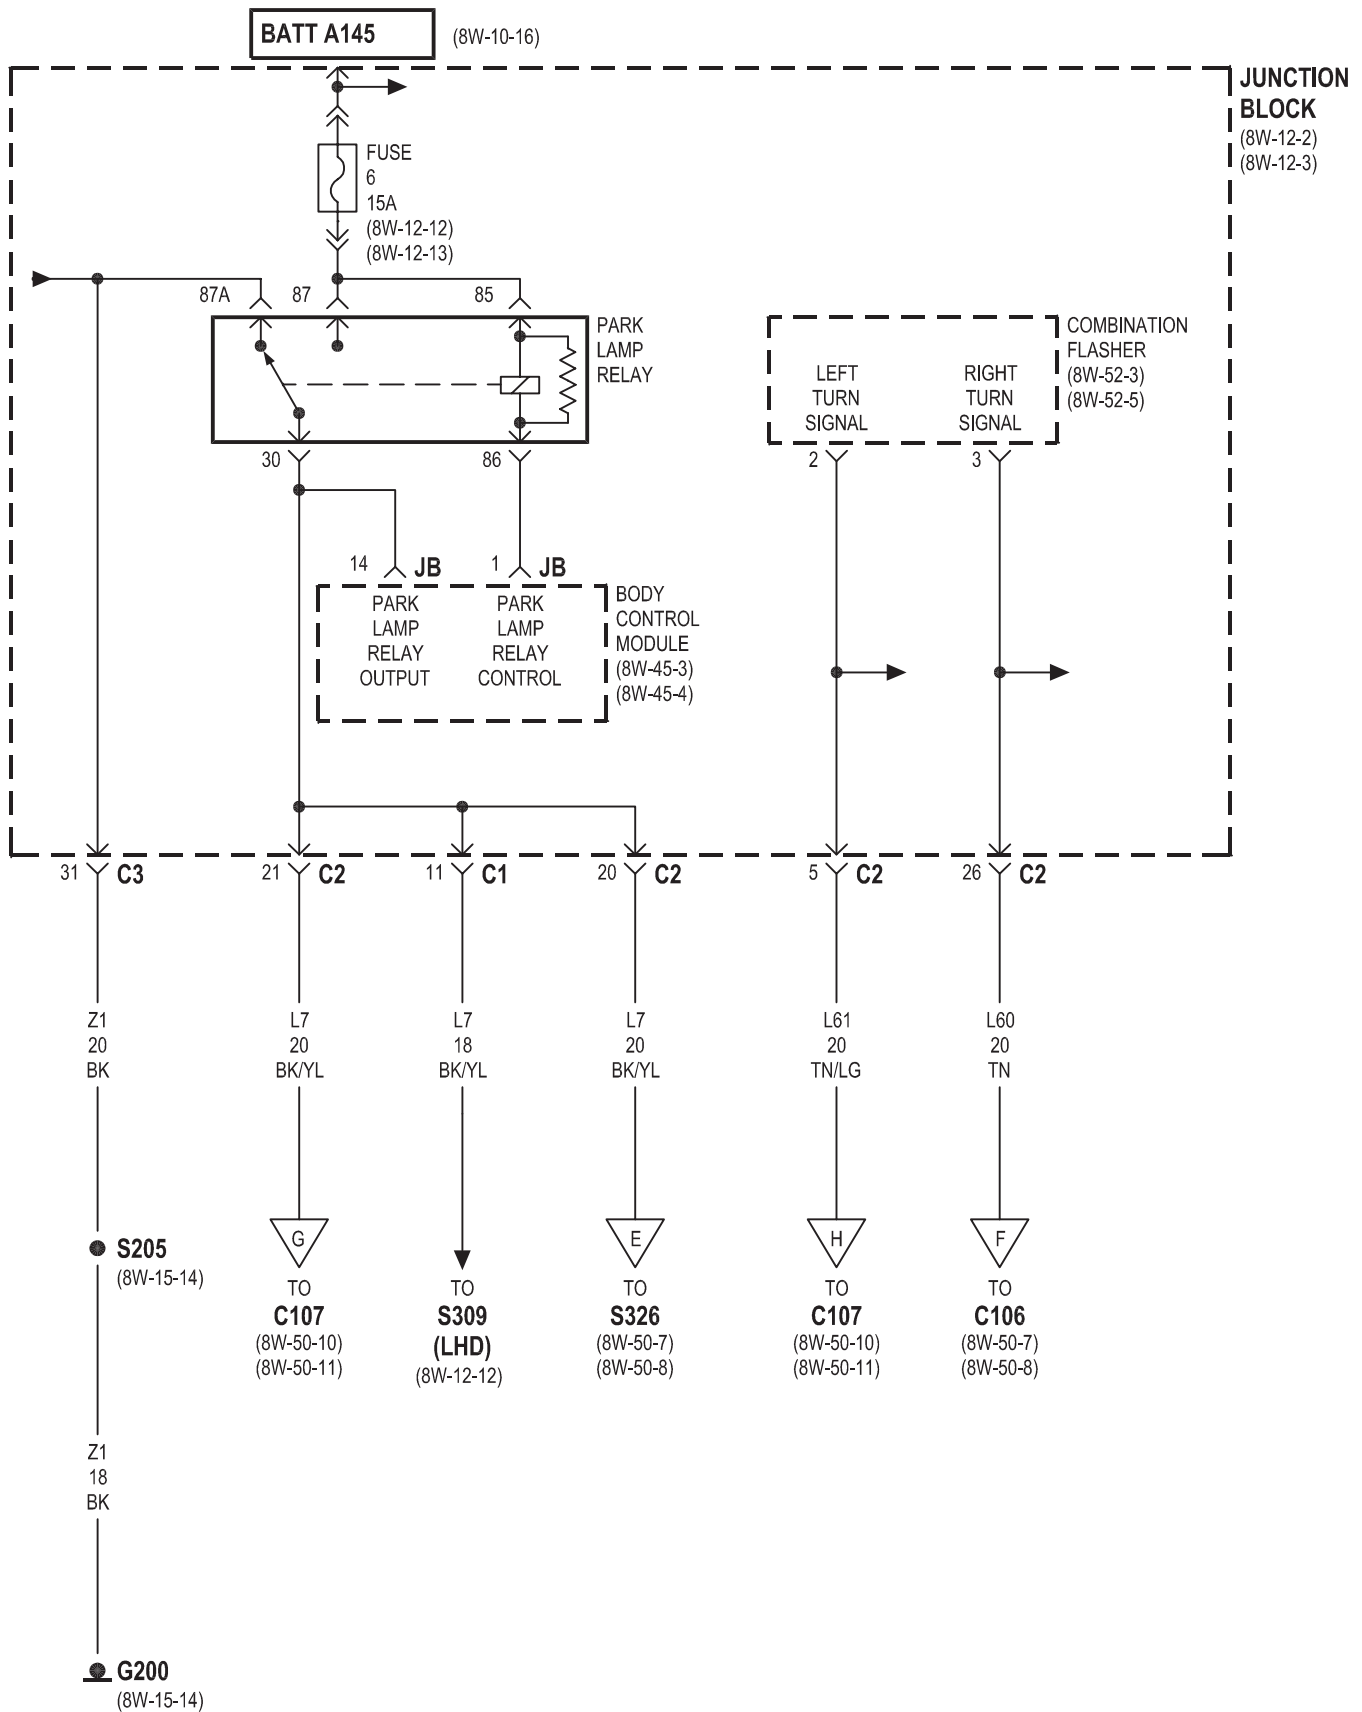 BATT A145
(8W-10-16)
JUNCTION
BLOCK
(8W-12-2)
(8W-12-3)
FUSE
6
15A
(8W-12-12)
(8W-12-13)
87A
87
85
PARK
LAMP
RELAY
COMBINATION
FLASHER
(8W-52-3)
(8W-52-5)
LEFT
TURN
SIGNAL
RIGHT
TURN
SIGNAL
30
86
2
3
14
JB
1
JB
PARK
LAMP
RELAY
OUTPUT
PARK
LAMP
RELAY
CONTROL
BODY
CONTROL
MODULE
(8W-45-3)
(8W-45-4)
31
C3
21
C2
11
C1
20
C2
5
C2
26
C2
Z1
20
BK
L7
20
BK/YL
L7
18
BK/YL
L7
20
BK/YL
L61
20
TN/LG
L60
20
TN
S205
(8W-15-14)
G
TO
C107
(8W-50-10)
(8W-50-11)
TO
S309
(LHD)
(8W-12-12)
E
TO
S326
(8W-50-7)
(8W-50-8)
H
TO
C107
(8W-50-10)
(8W-50-11)
F
TO
C106
(8W-50-7)
(8W-50-8)
Z1
18
BK
G200
(8W-15-14)